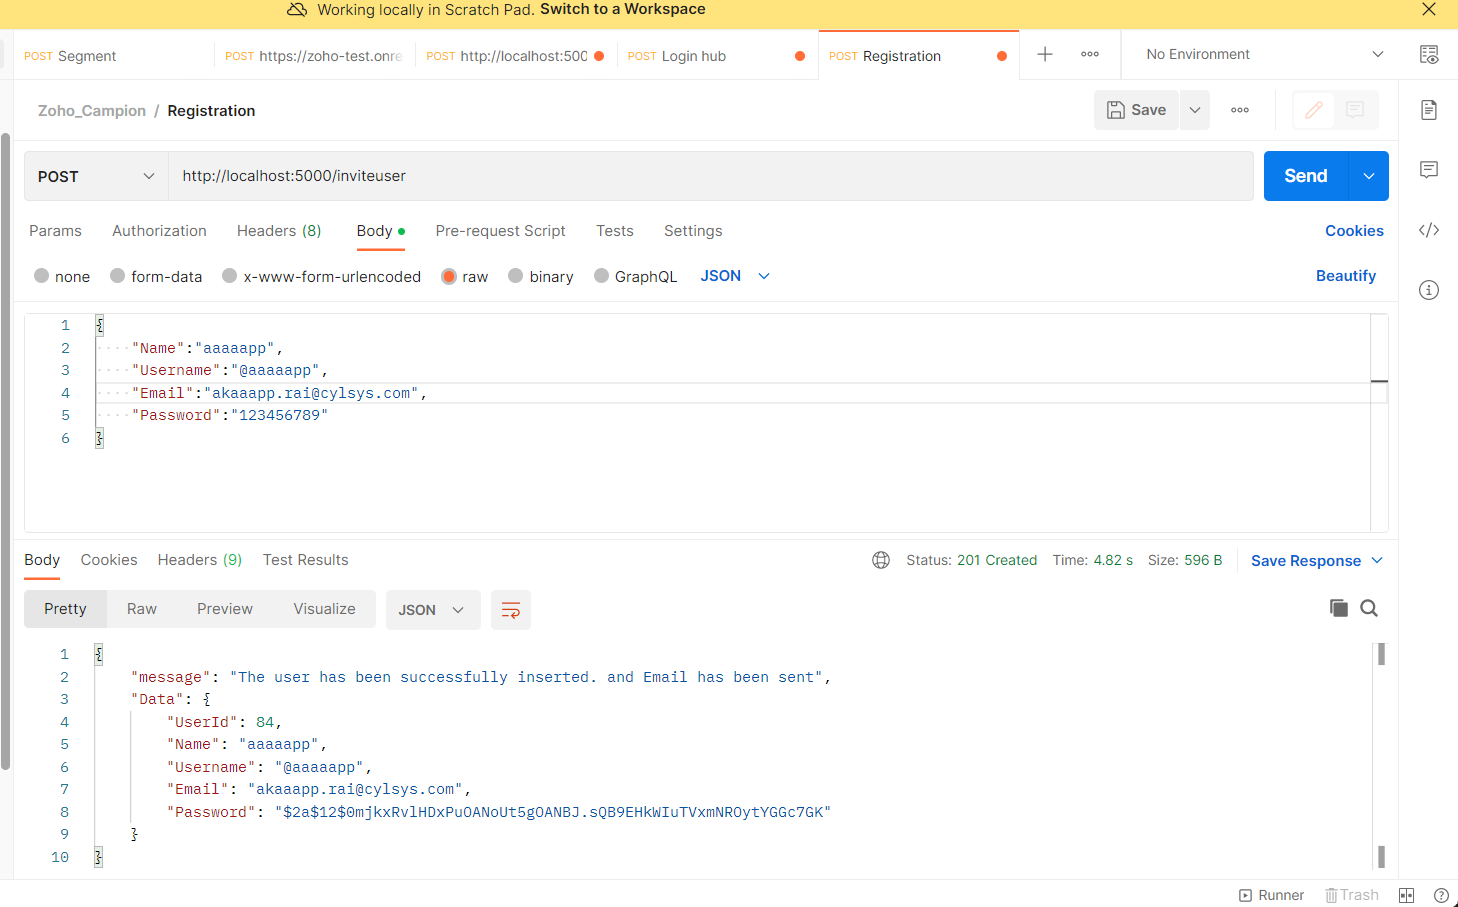 Working locally in Scratch Pad. Switch to a Workspace
POST Segment
POST https://zoho-test.onre
POST http://localhost:500
POST Login hub
POST Registration
No Environment
Zoho_Campion / Registration
Save
POST
http://localhost:5000/inviteuser
Send
Params Authorization Headers (8) Body Pre-request Script Tests Settings
Cookies
none form-data x-www-form-urlencoded raw binary GraphQL JSON
Beautify
1 {
2 "Name":"aaaaapp",
3 "Username":"@aaaaapp",
4 "Email":"akaaapp.rai@cylsys.com",
5 "Password":"123456789"
6 }
Body Cookies Headers (9) Test Results
Status: 201 Created Time: 4.82 s Size: 596 B Save Response
Pretty Raw Preview Visualize JSON
1 {
2 "message": "The user has been successfully inserted. and Email has been sent",
3 "Data": {
4 "UserId": 84,
5 "Name": "aaaaapp",
6 "Username": "@aaaaapp",
7 "Email": "akaaapp.rai@cylsys.com",
8 "Password": "$2a$12$0mjkxRvlHDxPuOANoUt5gOANBJ.sQB9EHkWIuTVxmNROytYGGc7GK"
9 }
10 }
Runner Trash